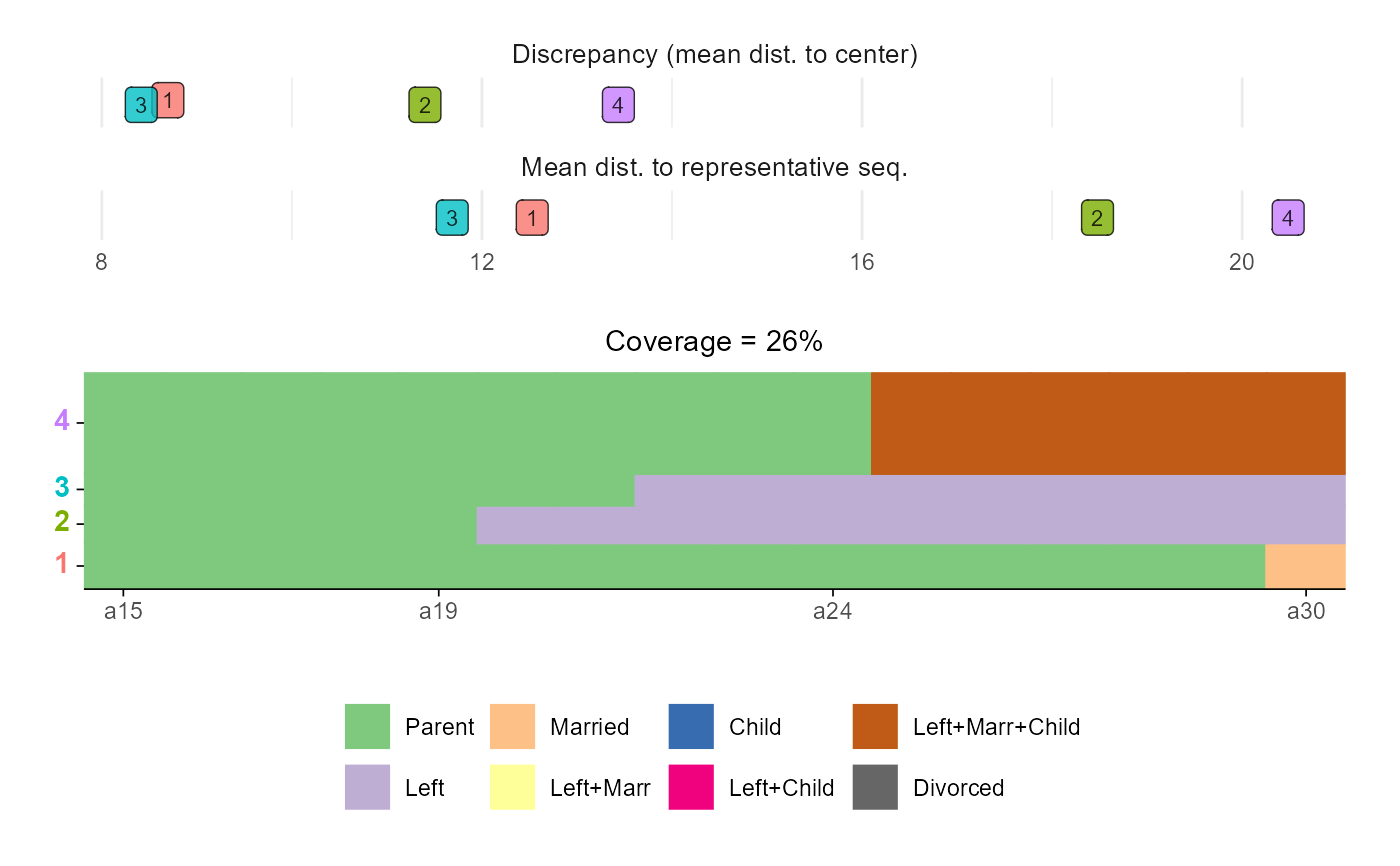 Discrepancy (mean dist. to center)
3 1 2 4
Mean dist. to representative seq.
3 1 2 4
8 12 16 20
Coverage = 26%
4
3
2
1
a15 a19 a24 a30
Parent Married Child Left+Marr+Child
Left Left+Marr Left+Child Divorced